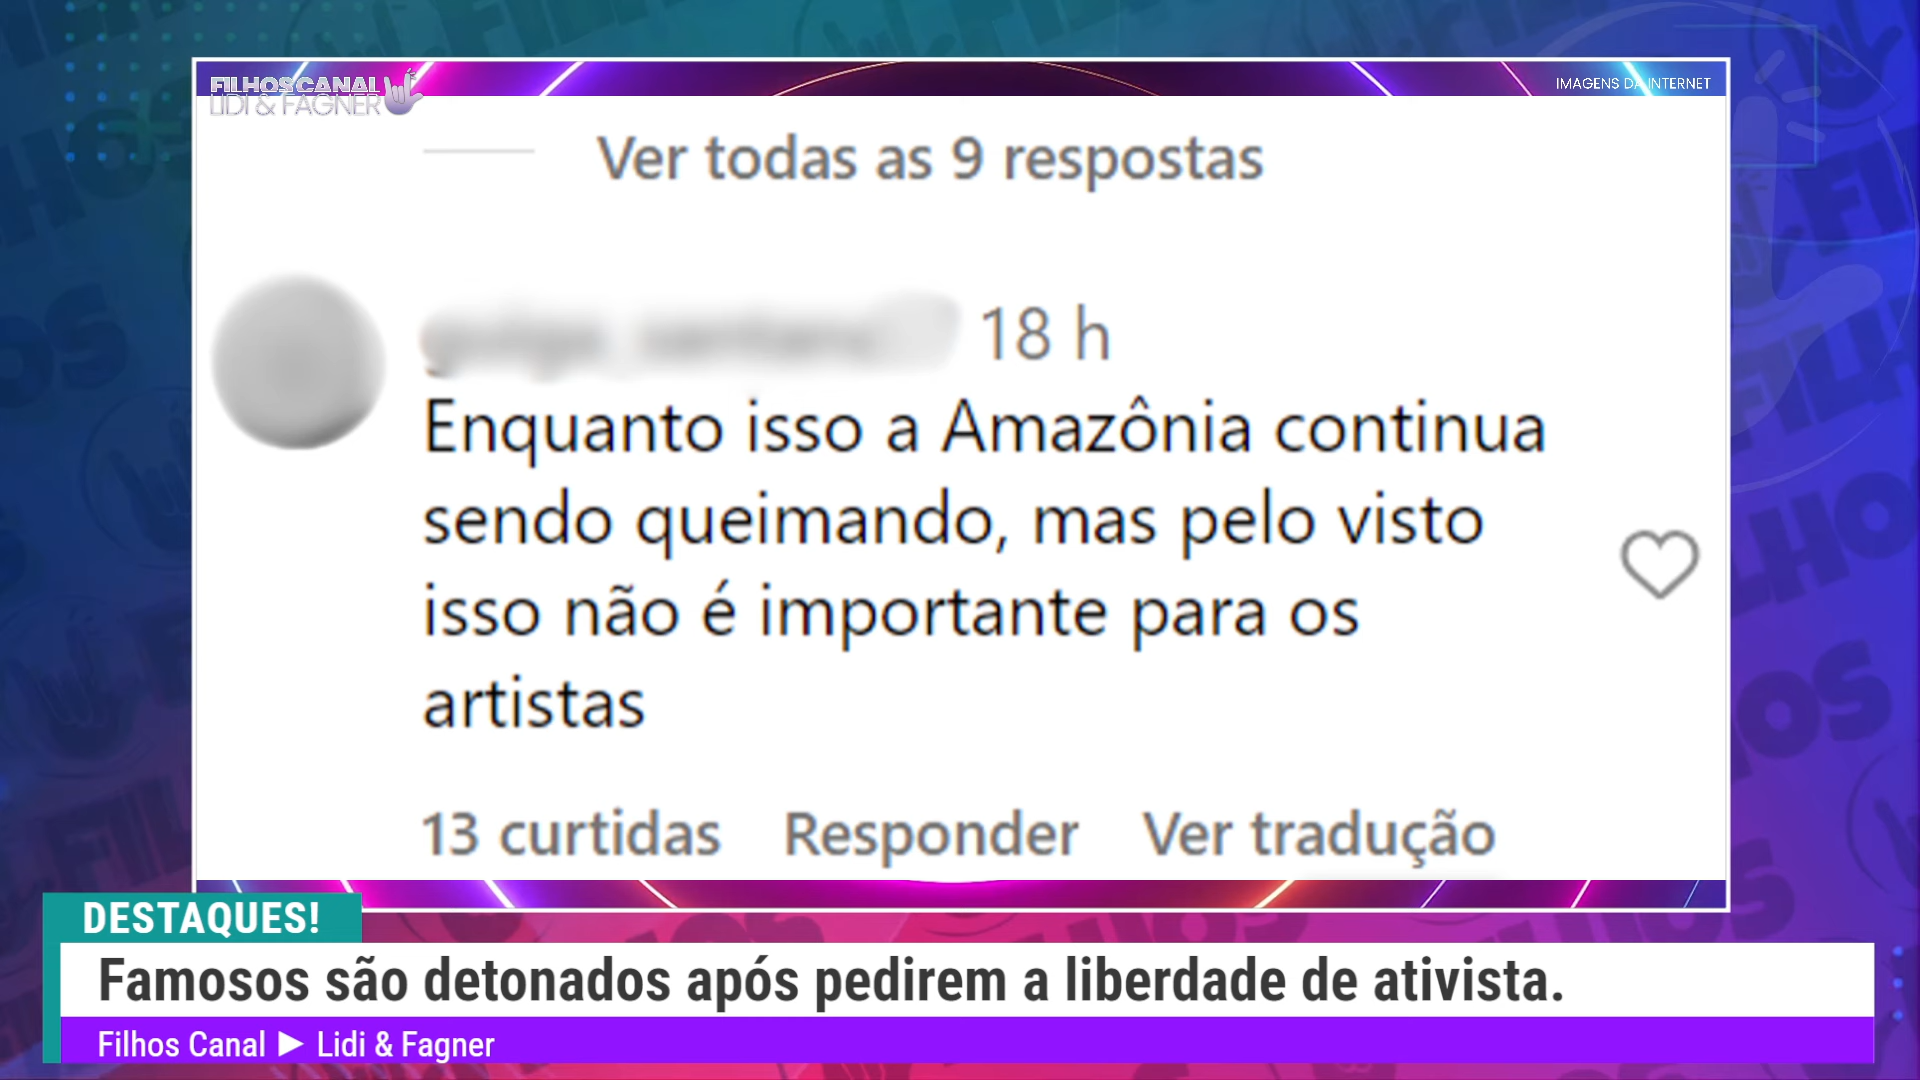 FILHOS CANAL
LIDI & FAGNER
IMAGENS DA INTERNET
Ver todas as 9 respostas
18 h
Enquanto isso a Amazônia continua
sendo queimando, mas pelo visto
isso não é importante para os
artistas
13 curtidas Responder Ver tradução
DESTAQUES!
Famosos são detonados após pedirem a liberdade de ativista.
Filhos Canal ► Lidi & Fagner